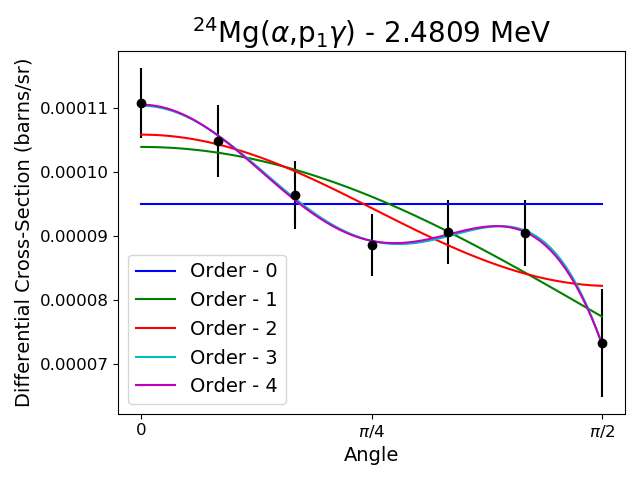 ²⁴Mg(α,p₁γ) - 2.4809 MeV
Differential Cross-Section (barns/sr)
0.00011
0.00010
0.00009
0.00008
0.00007
Order - 0
Order - 1
Order - 2
Order - 3
Order - 4
0
π/4
π/2
Angle